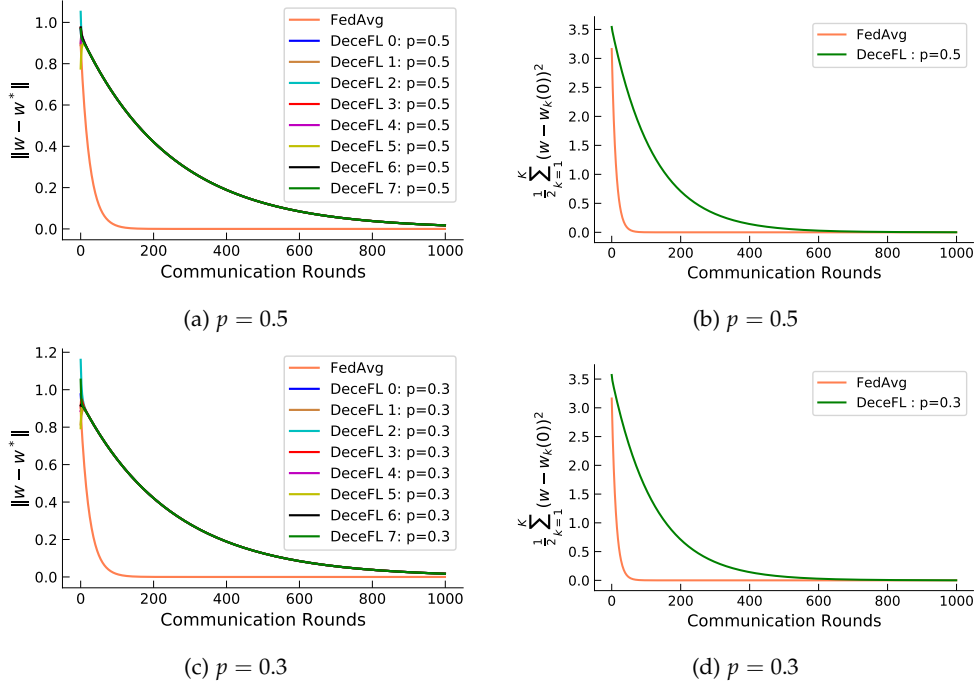 ‖w − w*‖
1.0
0.8
0.6
0.4
0.2
0.0
0 200 400 600 800 1000
Communication Rounds
FedAvg
DeceFL 0: p=0.5
DeceFL 1: p=0.5
DeceFL 2: p=0.5
DeceFL 3: p=0.5
DeceFL 4: p=0.5
DeceFL 5: p=0.5
DeceFL 6: p=0.5
DeceFL 7: p=0.5
(a) p = 0.5
½ ∑_{k=1}^{K} (w − w_k(0))²
3.5
3.0
2.5
2.0
1.5
1.0
0.5
0.0
0 200 400 600 800 1000
Communication Rounds
FedAvg
DeceFL : p=0.5
(b) p = 0.5
‖w − w*‖
1.2
1.0
0.8
0.6
0.4
0.2
0.0
0 200 400 600 800 1000
Communication Rounds
FedAvg
DeceFL 0: p=0.3
DeceFL 1: p=0.3
DeceFL 2: p=0.3
DeceFL 3: p=0.3
DeceFL 4: p=0.3
DeceFL 5: p=0.3
DeceFL 6: p=0.3
DeceFL 7: p=0.3
(c) p = 0.3
½ ∑_{k=1}^{K} (w − w_k(0))²
3.5
3.0
2.5
2.0
1.5
1.0
0.5
0.0
0 200 400 600 800 1000
Communication Rounds
FedAvg
DeceFL : p=0.3
(d) p = 0.3